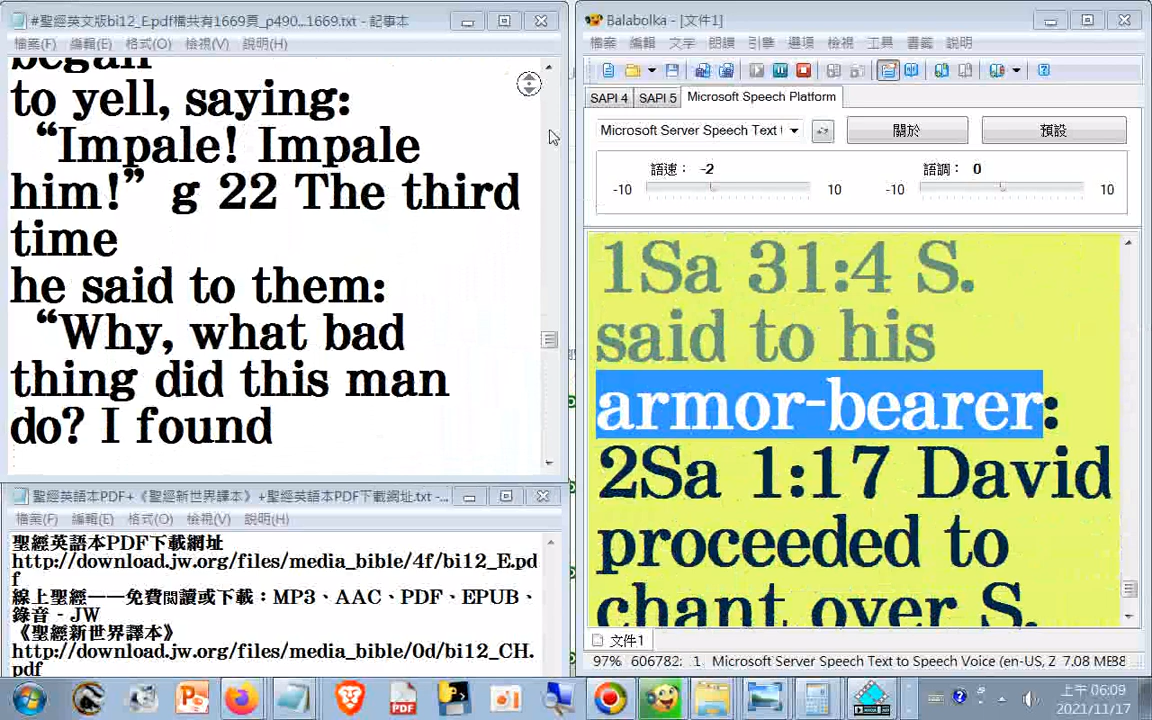 #聖經英文版bi12_E.pdf檔共有1669頁_p490...1669.txt - 記事本
檔案(F) 編輯(E) 格式(O) 檢視(V) 說明(H)
began
to yell, saying:
“Impale! Impale
him!” g 22 The third
time
he said to them:
“Why, what bad
thing did this man
do? I found
聖經英語本PDF+《聖經新世界譯本》+聖經英語本PDF下載網址.txt -...
檔案(F) 編輯(E) 格式(O) 檢視(V) 說明(H)
聖經英語本PDF下載網址
http://download.jw.org/files/media_bible/4f/bi12_E.pd
f
線上聖經——免費閱讀或下載：MP3、AAC、PDF、EPUB、
錄音 - JW
《聖經新世界譯本》
http://download.jw.org/files/media_bible/0d/bi12_CH.
pdf
Balabolka - [文件1]
檔案 編輯 文字 朗讀 引擎 選項 檢視 工具 書籤 說明
SAPI 4 SAPI 5 Microsoft Speech Platform
Microsoft Server Speech Text 關於 預設
語速： -2 語調： 0
-10 10 -10 10
1Sa 31:4 S.
said to his
armor-bearer:
2Sa 1:17 David
proceeded to
chant over S.
文件1
97% 606782: 1 Microsoft Server Speech Text to Speech Voice (en-US, Z 7.08 MB
上午 06:09
2021/11/17